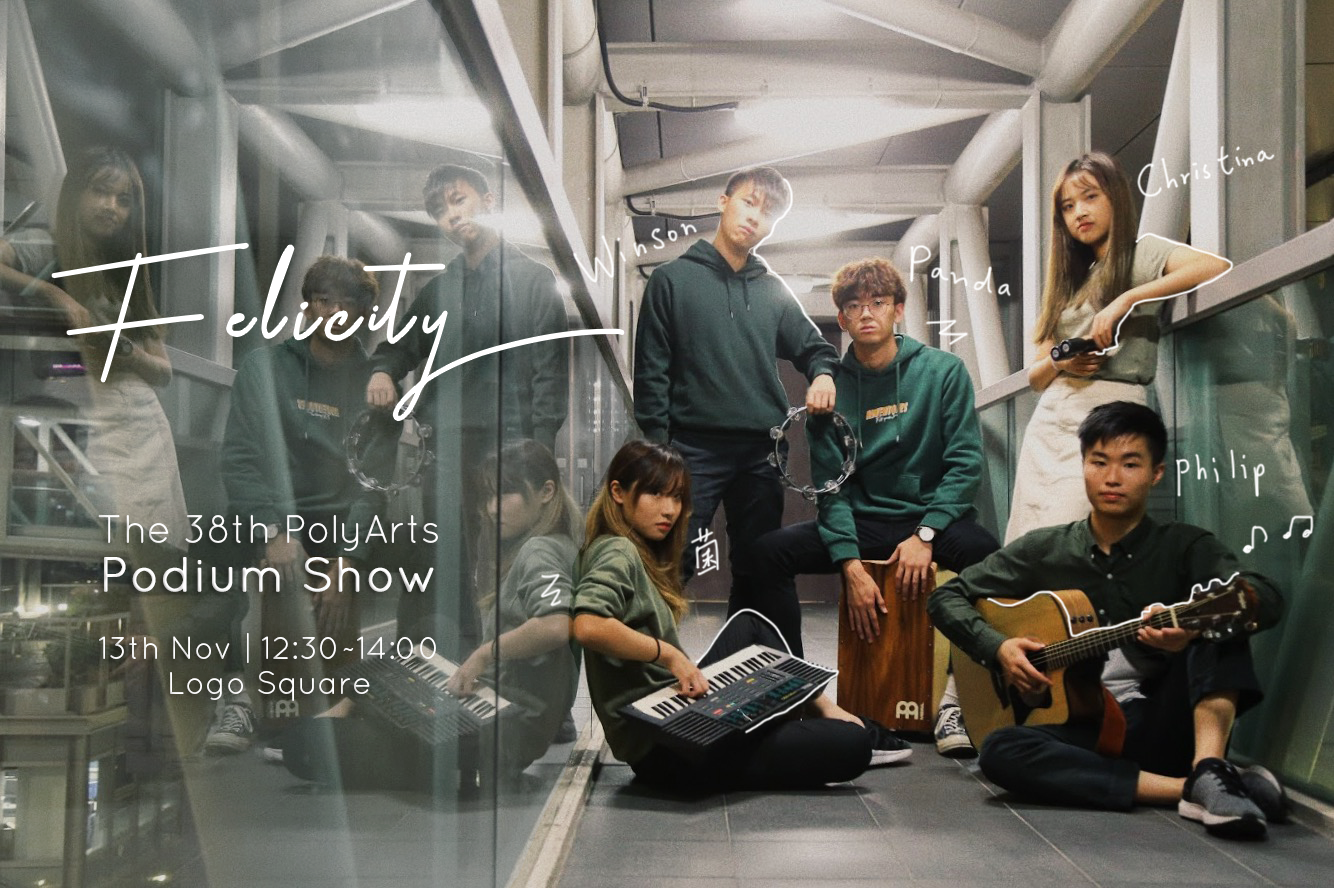 Felicity
The 38th PolyArts
Podium Show
13th Nov | 12:30~14:00
Logo Square
Winson
Panda
Christina
Philip
菌